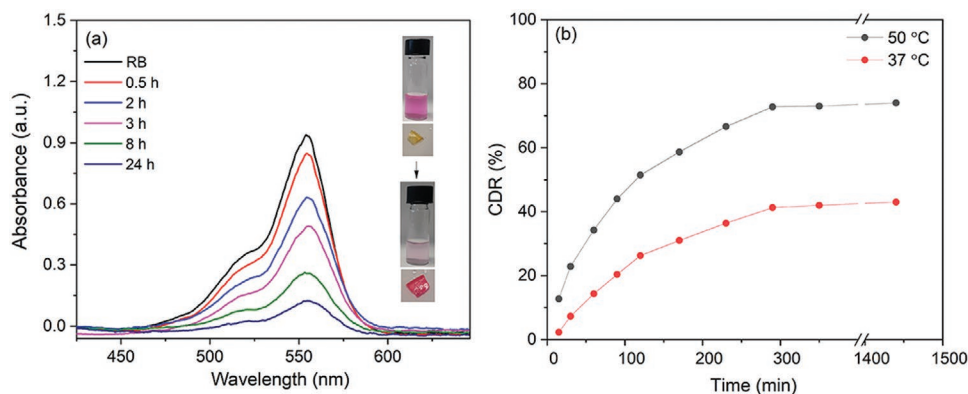 (a)
RB
0.5 h
2 h
3 h
8 h
24 h
1.5
1.2
0.9
0.6
0.3
0.0
Absorbance (a.u.)
450 500 550 600
Wavelength (nm)
(b)
50 °C
37 °C
100
80
60
40
20
0
CDR (%)
0 100 200 300 1400 1500
Time (min)